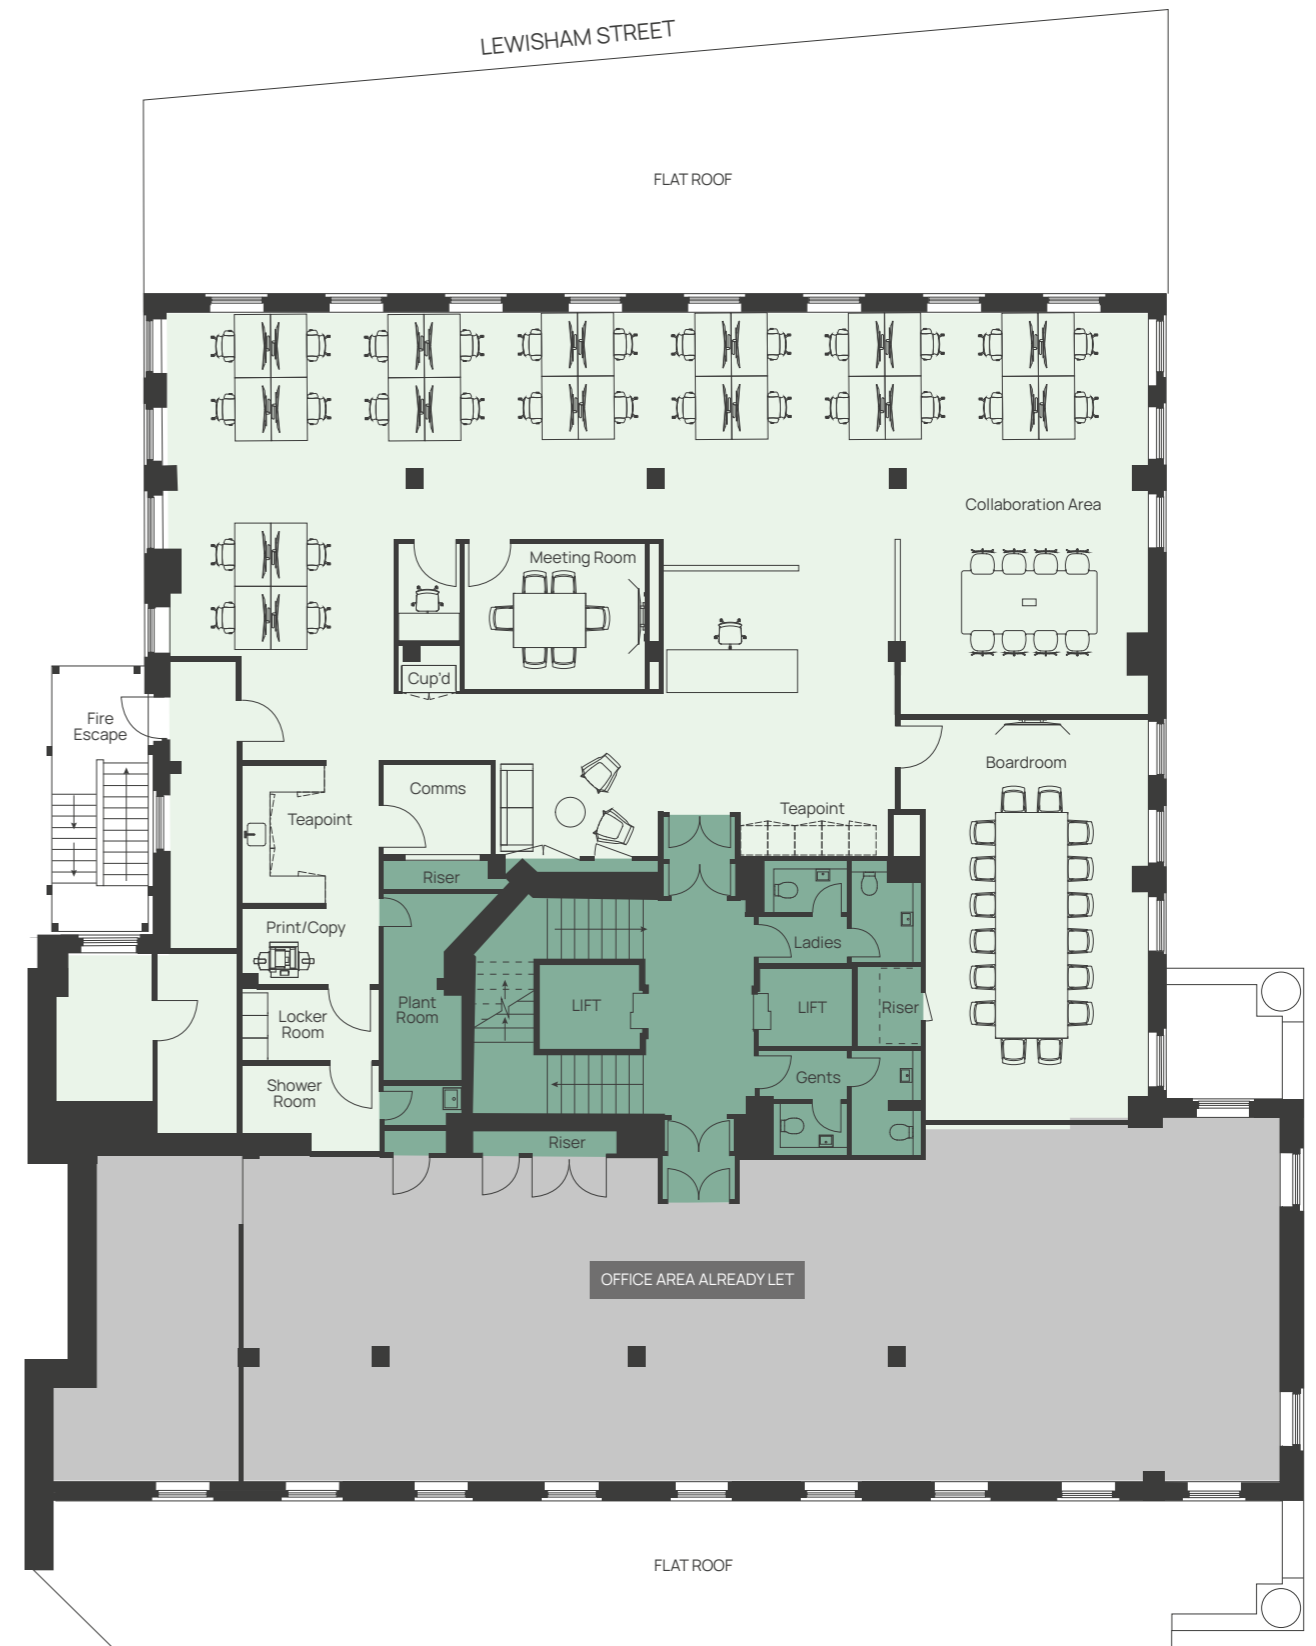 LEWISHAM STREET
FLAT ROOF
Collaboration Area
Meeting Room
Cup'd
Fire
Escape
Boardroom
Comms
Teapoint
Teapoint
Riser
Print/Copy
Ladies
Plant
Room
LIFT
LIFT
Riser
Locker
Room
Gents
Shower
Room
Riser
OFFICE AREA ALREADY LET
FLAT ROOF